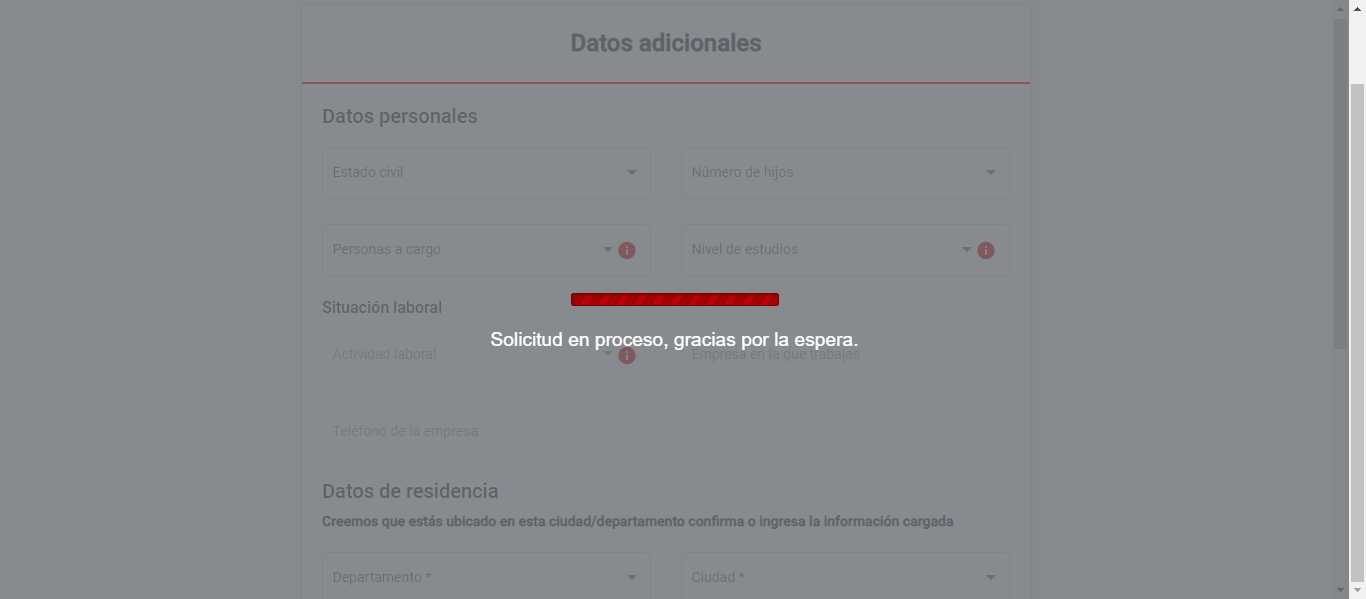 Datos adicionales
Datos personales
Estado civil
Número de hijos
Personas a cargo
Nivel de estudios
Situación laboral
Solicitud en proceso, gracias por la espera.
Actividad laboral
Empresa en la que trabajas
Teléfono de la empresa
Datos de residencia
Creemos que estás ubicado en esta ciudad/departamento confirma o ingresa la información cargada
Departamento *
Ciudad *